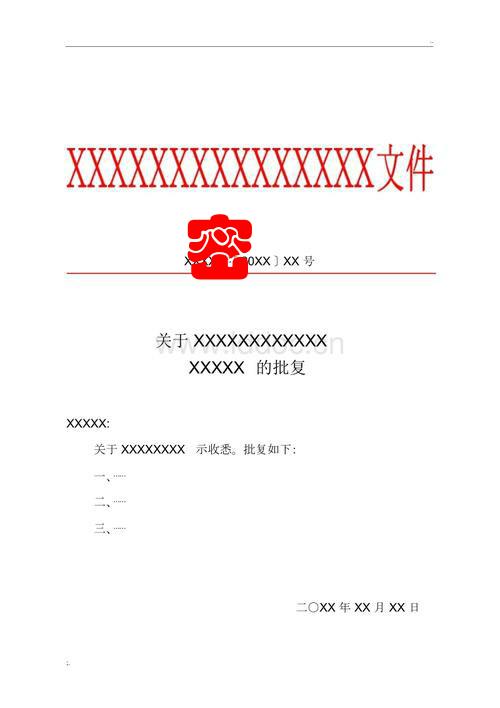 XXXXXXXXXXXXXXX文件
〕XX 号
关于 XXXXXXXXXXXX
XXXXX 的批复
XXXXX:
关于 XXXXXXXX 示收悉。批复如下:
一、……
二、……
三、……
二〇XX 年 XX 月 XX 日